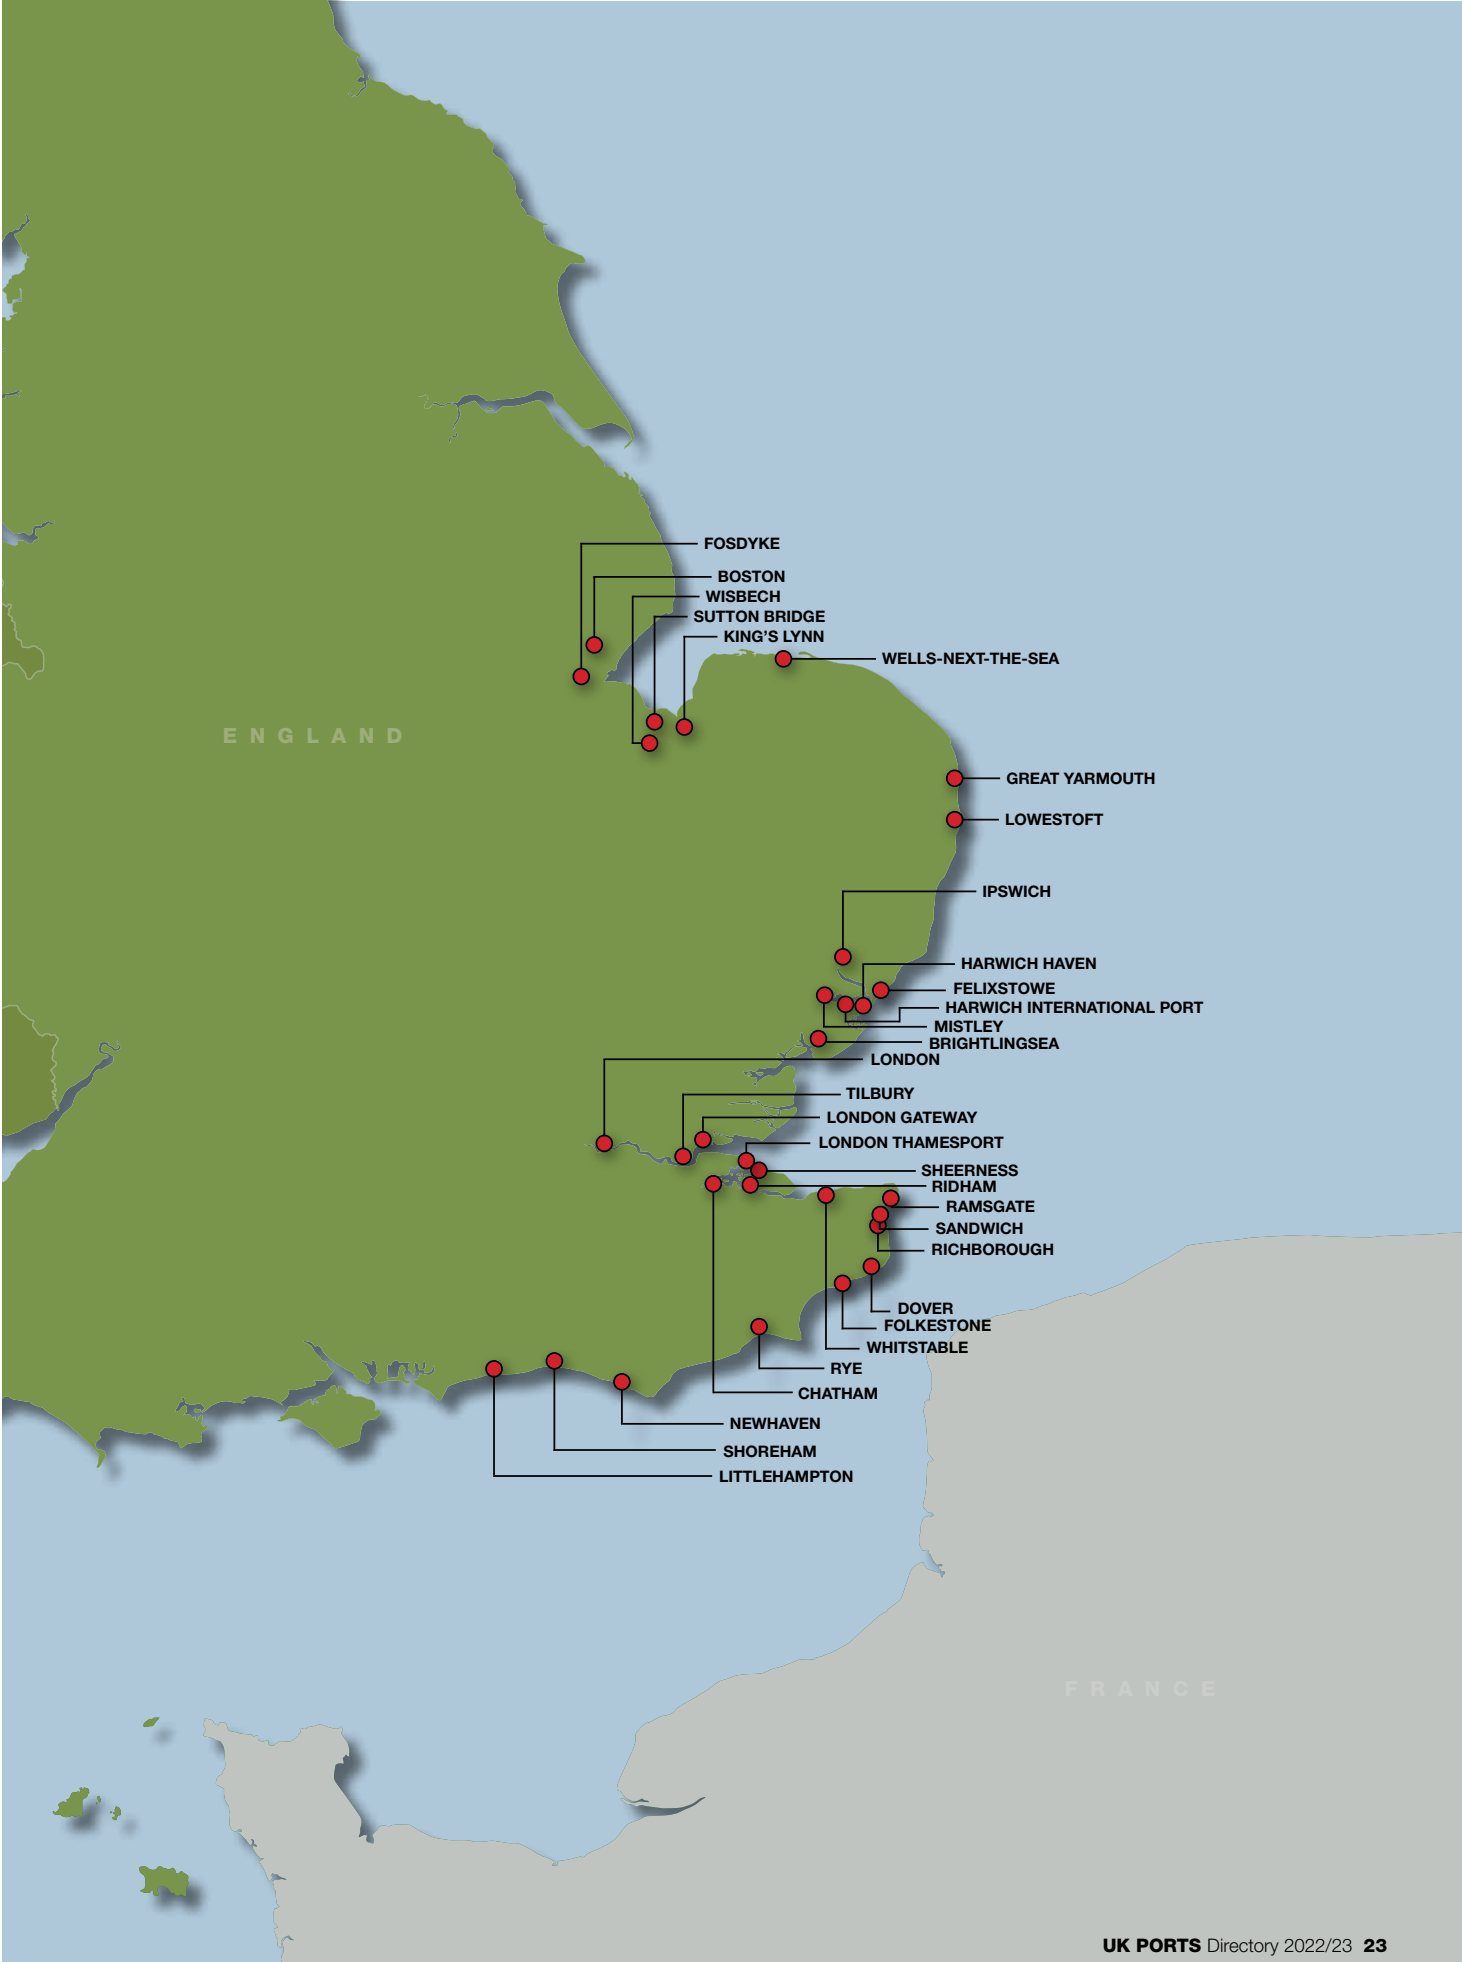 FOSDYKE
BOSTON
WISBECH
SUTTON BRIDGE
KING'S LYNN
WELLS-NEXT-THE-SEA
ENGLAND
GREAT YARMOUTH
LOWESTOFT
IPSWICH
HARWICH HAVEN
FELIXSTOWE
HARWICH INTERNATIONAL PORT
MISTLEY
BRIGHTLINGSEA
LONDON
TILBURY
LONDON GATEWAY
LONDON THAMESPORT
SHEERNESS
RIDHAM
RAMSGATE
SANDWICH
RICHBOROUGH
DOVER
FOLKESTONE
WHITSTABLE
RYE
CHATHAM
NEWHAVEN
SHOREHAM
LITTLEHAMPTON
FRANCE
UK PORTS Directory 2022/23 23